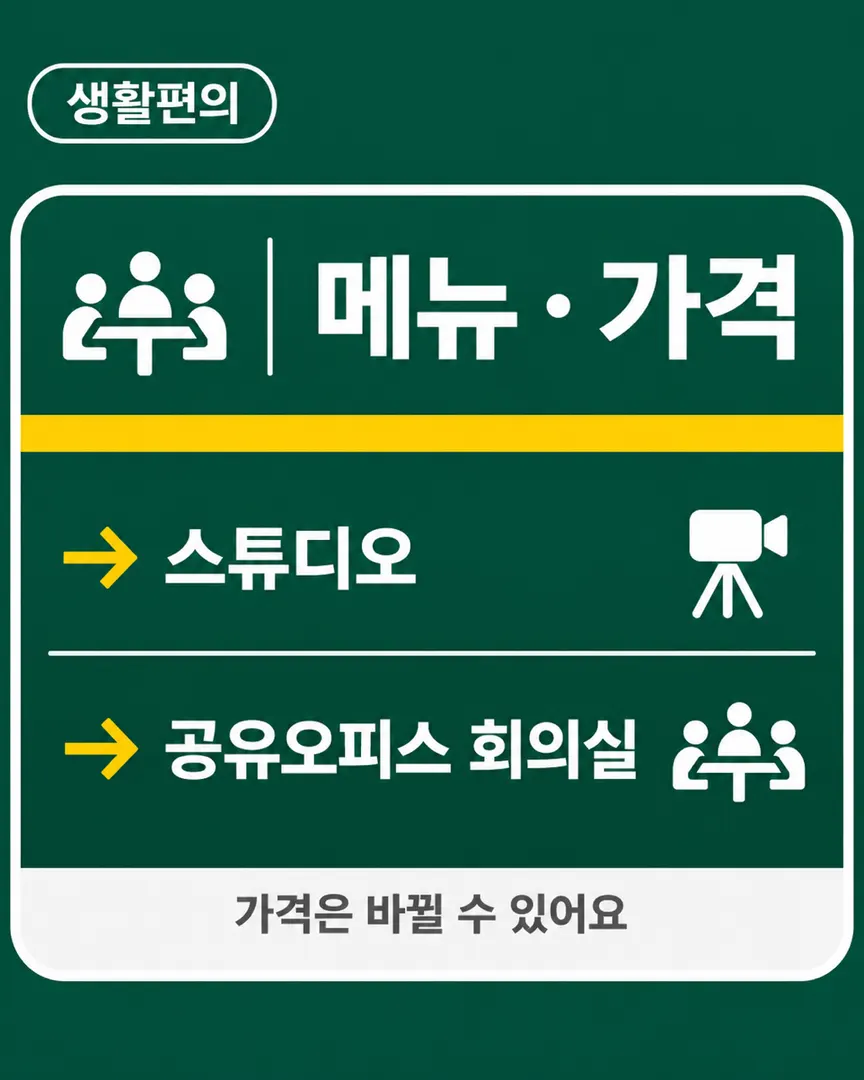 생활편의
메뉴·가격
→ 스튜디오
→ 공유오피스 회의실
가격은 바뀔 수 있어요